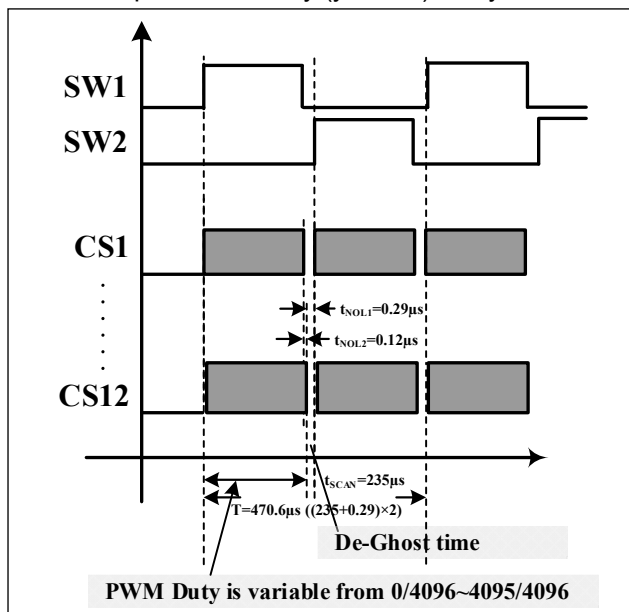 SW1
SW2
CS1
CS12
tNOL1=0.29µs
tNOL2=0.12µs
tSCAN=235µs
T=470.6µs ((235+0.29)×2)
De-Ghost time
PWM Duty is variable from 0/4096~4095/4096